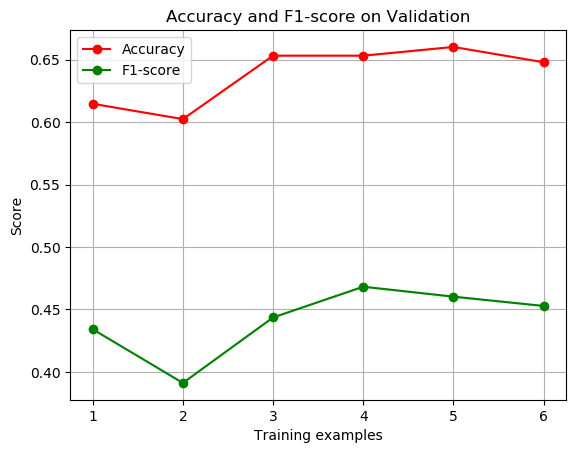 Accuracy and F1-score on Validation
Accuracy
F1-score
Score
0.65
0.60
0.55
0.50
0.45
0.40
1 2 3 4 5 6
Training examples